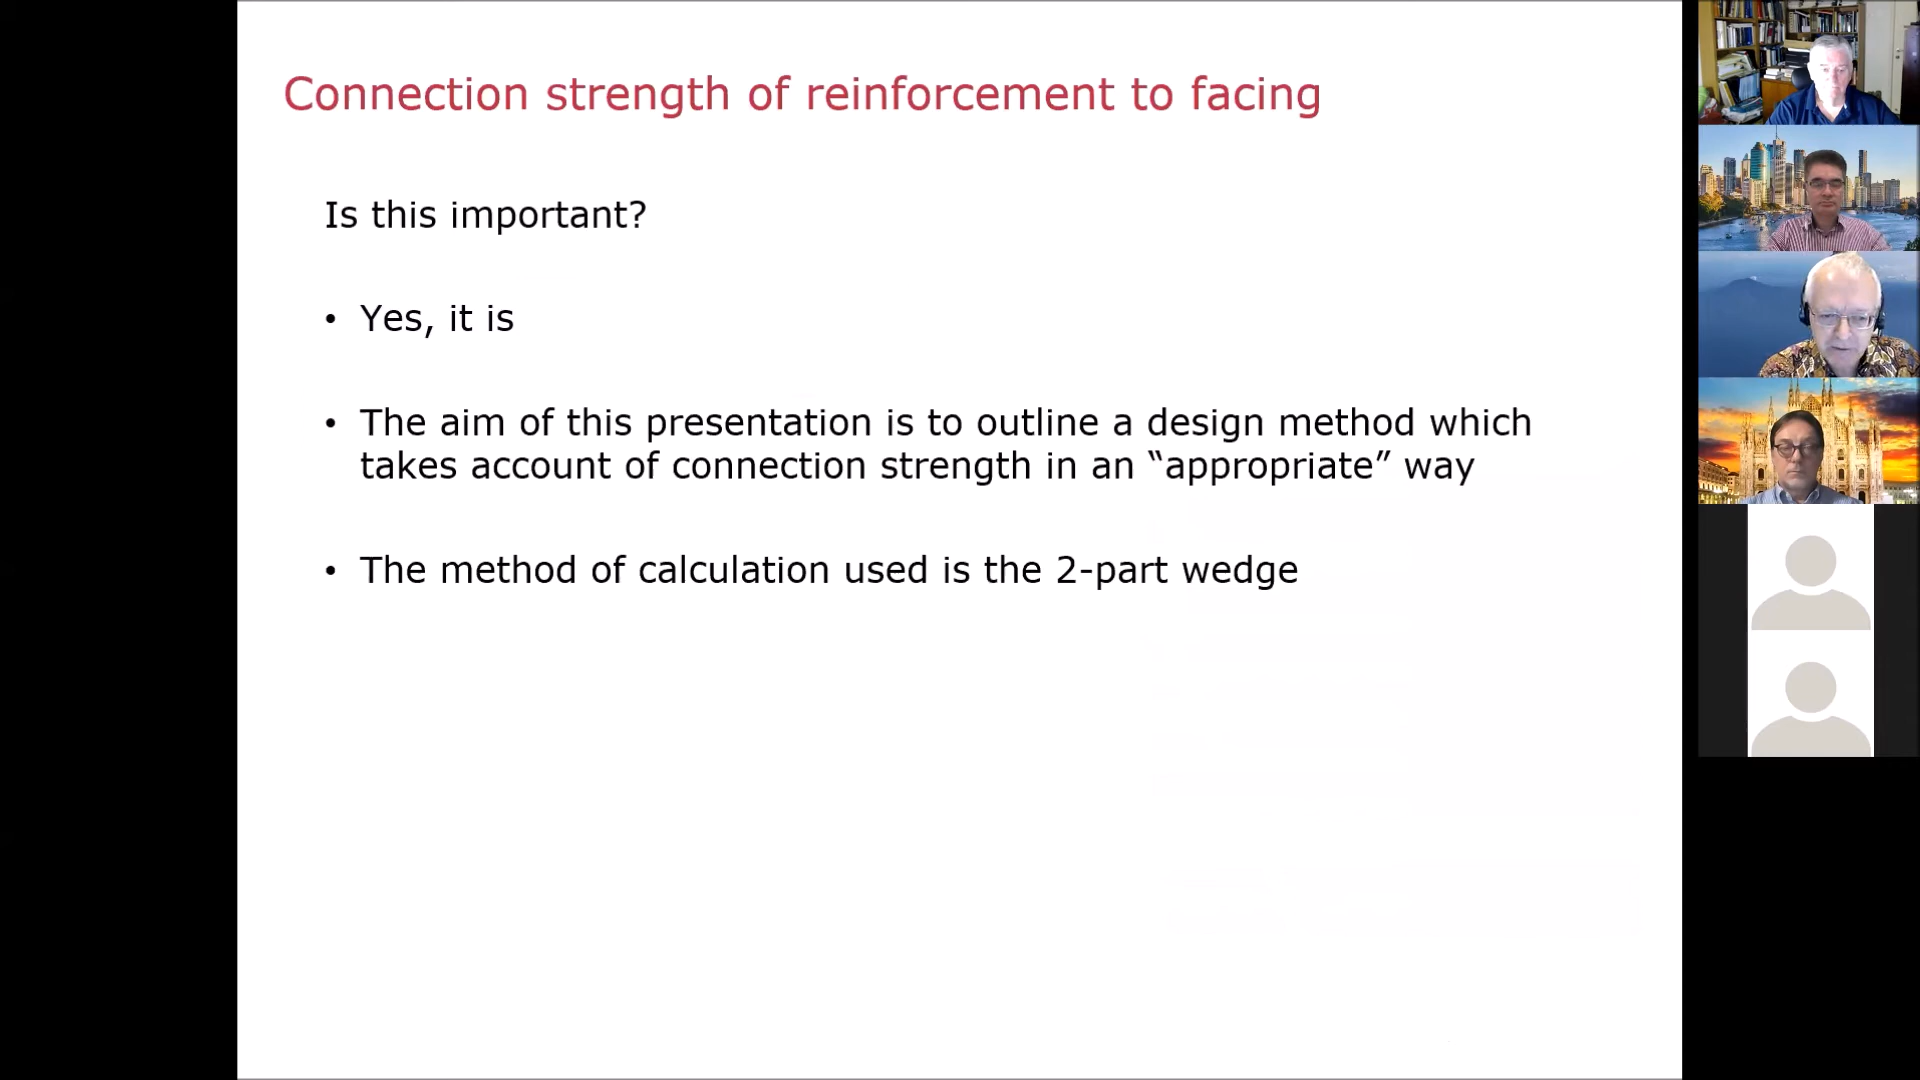 Connection strength of reinforcement to facing
Is this important?
• Yes, it is
• The aim of this presentation is to outline a design method which
takes account of connection strength in an “appropriate” way
• The method of calculation used is the 2-part wedge